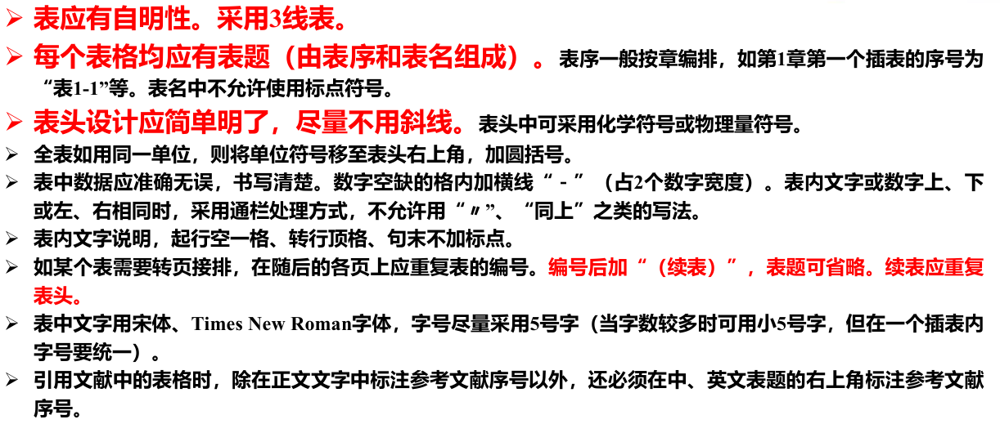 ➢ 表应有自明性。采用3线表。
➢ 每个表格均应有表题（由表序和表名组成）。表序一般按章编排，如第1章第一个插表的序号为
“表1-1”等。表名中不允许使用标点符号。
➢ 表头设计应简单明了，尽量不用斜线。表头中可采用化学符号或物理量符号。
➢ 全表如用同一单位，则将单位符号移至表头右上角，加圆括号。
➢ 表中数据应准确无误，书写清楚。数字空缺的格内加横线“－”（占2个数字宽度）。表内文字或数字上、下
或左、右相同时，采用通栏处理方式，不允许用“〃”、“同上”之类的写法。
➢ 表内文字说明，起行空一格、转行顶格、句末不加标点。
➢ 如某个表需要转页接排，在随后的各页上应重复表的编号。编号后加“（续表）”，表题可省略。续表应重复
表头。
➢ 表中文字用宋体、Times New Roman字体，字号尽量采用5号字（当字数较多时可用小5号字，但在一个插表内
字号要统一）。
➢ 引用文献中的表格时，除在正文文字中标注参考文献序号以外，还必须在中、英文表题的右上角标注参考文献
序号。